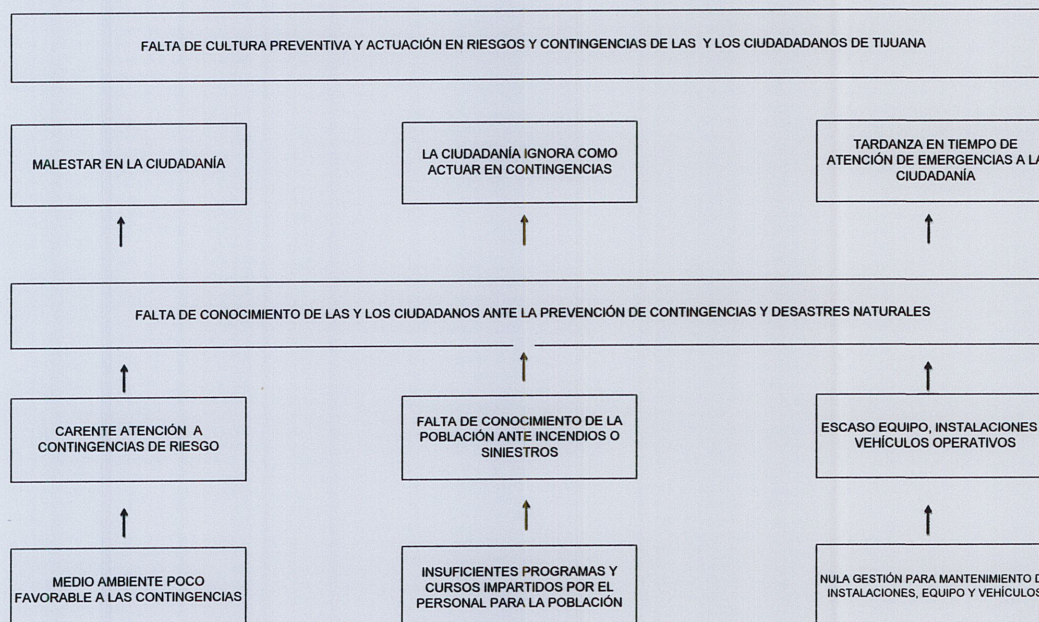 FALTA DE CULTURA PREVENTIVA Y ACTUACIÓN EN RIESGOS Y CONTINGENCIAS DE LAS Y LOS CIUDADADANOS DE TIJUANA
MALESTAR EN LA CIUDADANÍA
LA CIUDADANÍA IGNORA COMO
ACTUAR EN CONTINGENCIAS
TARDANZA EN TIEMPO DE
ATENCIÓN DE EMERGENCIAS A LA
CIUDADANÍA
FALTA DE CONOCIMIENTO DE LAS Y LOS CIUDADANOS ANTE LA PREVENCIÓN DE CONTINGENCIAS Y DESASTRES NATURALES
CARENTE ATENCIÓN A
CONTINGENCIAS DE RIESGO
FALTA DE CONOCIMIENTO DE LA
POBLACIÓN ANTE INCENDIOS O
SINIESTROS
ESCASO EQUIPO, INSTALACIONES
VEHÍCULOS OPERATIVOS
MEDIO AMBIENTE POCO
FAVORABLE A LAS CONTINGENCIAS
INSUFICIENTES PROGRAMAS Y
CURSOS IMPARTIDOS POR EL
PERSONAL PARA LA POBLACIÓN
NULA GESTIÓN PARA MANTENIMIENTO
INSTALACIONES, EQUIPO Y VEHÍCULOS